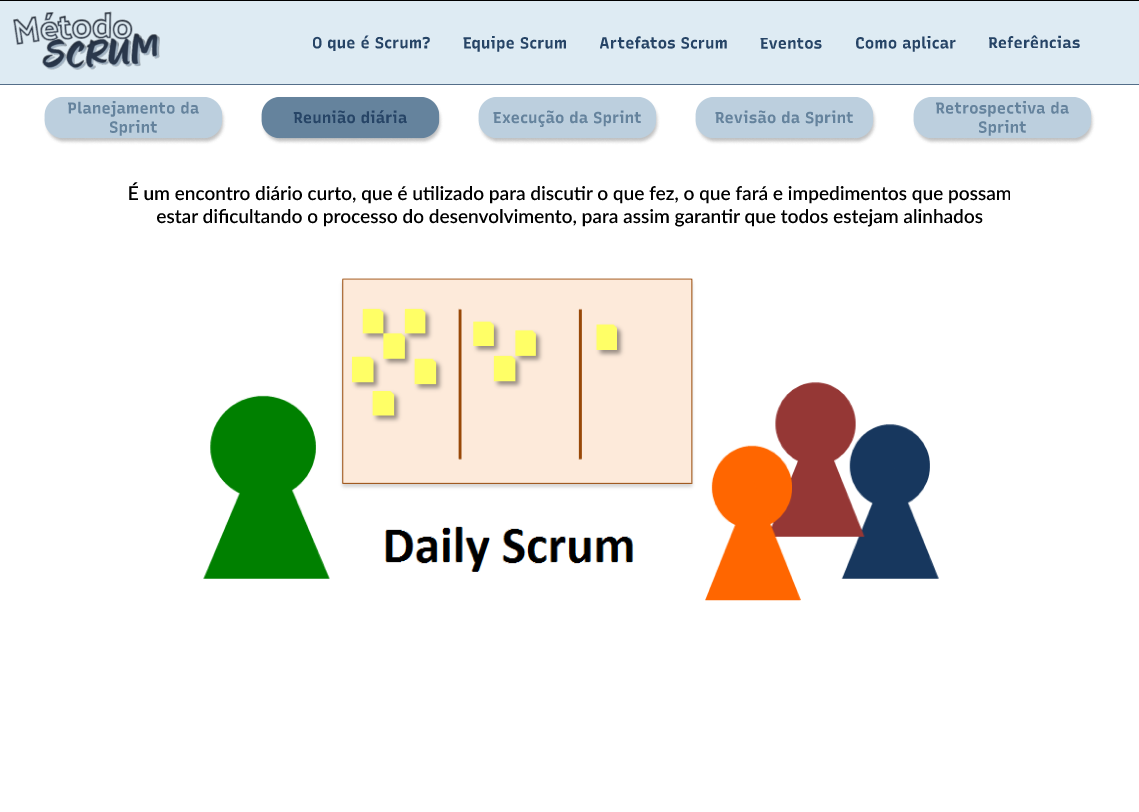 Método
SCRUM
O que é Scrum?
Equipe Scrum
Artefatos Scrum
Eventos
Como aplicar
Referências
Planejamento da
Sprint
Reunião diária
Execução da Sprint
Revisão da Sprint
Retrospectiva da
Sprint
É um encontro diário curto, que é utilizado para discutir o que fez, o que fará e impedimentos que possam
estar dificultando o processo do desenvolvimento, para assim garantir que todos estejam alinhados
Daily Scrum